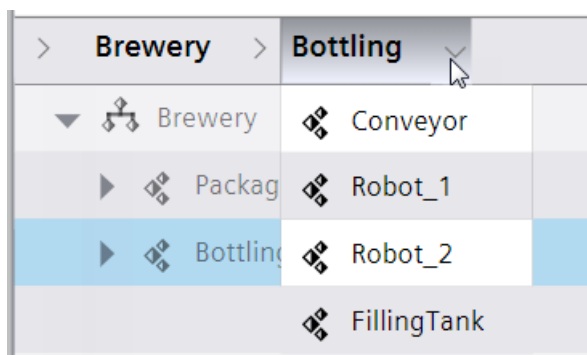 Brewery > Bottling
Brewery
Conveyor
Packag
Robot_1
Bottling
Robot_2
FillingTank